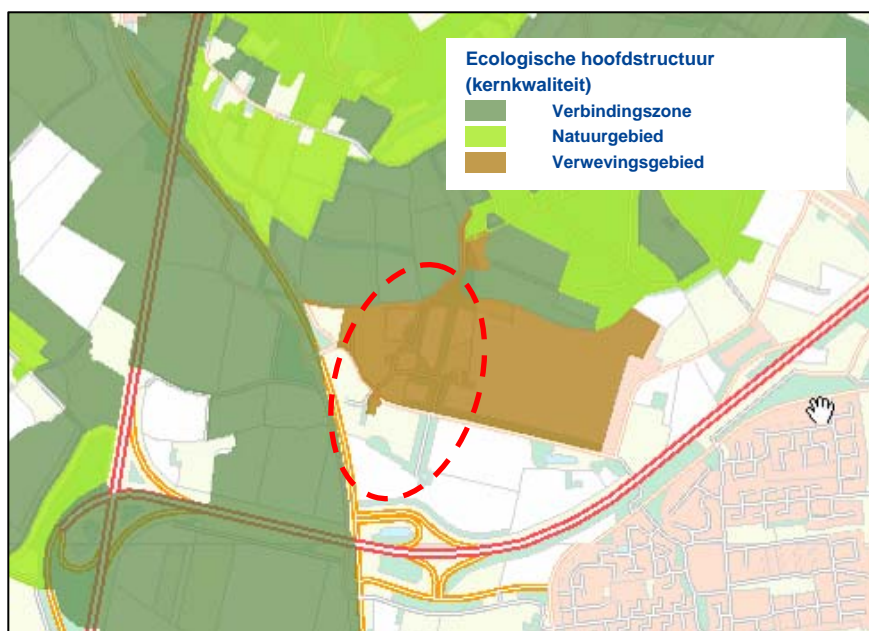 Ecologische hoofdstructuur
(kernkwaliteit)
Verbindingszone
Natuurgebied
Verwevingsgebied